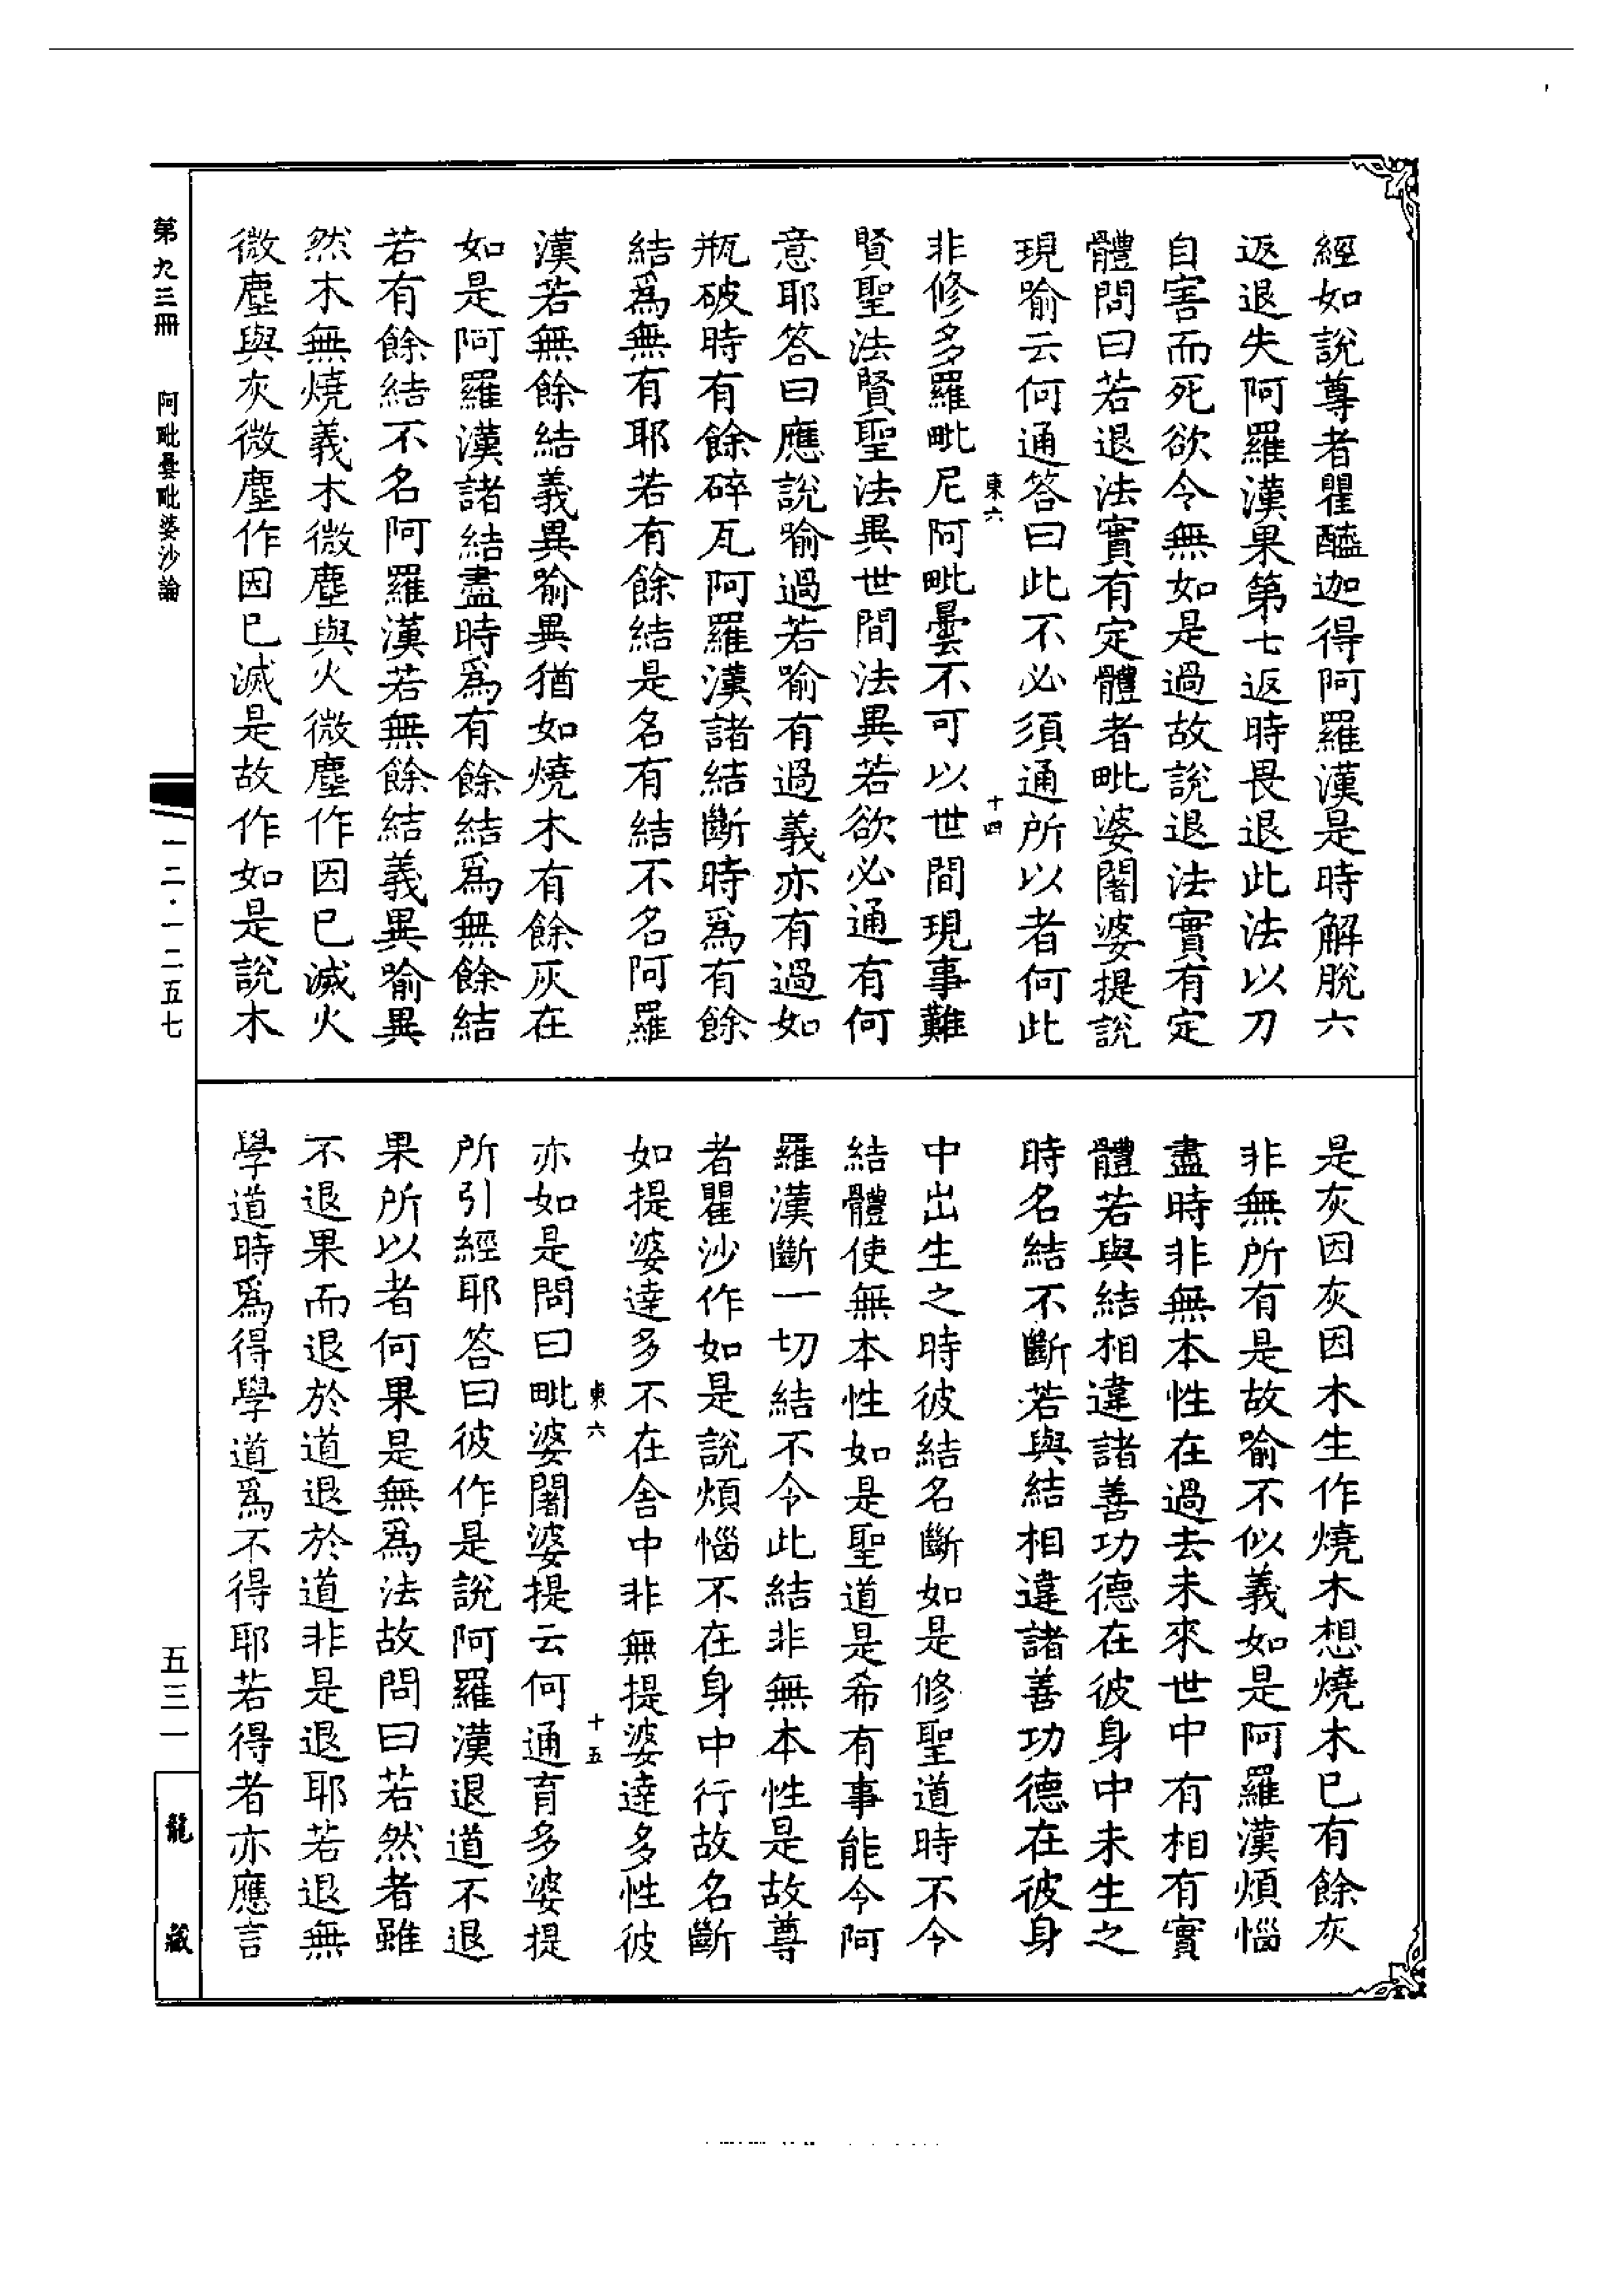 經如說尊者瞿醯迦得阿羅漢是時解脫六
返退失阿羅漢果第七返時畏退此法以刀
自害而死欲令無如是過故說退法實有定
體問曰若退法實有定體者毗婆闍婆提說
現喻云何通答曰此不必須通所以者何此
東六
十四
非修多羅毗尼阿毗曇不可以世間現事難
賢聖法賢聖法異世間法異若欲必通有何
意耶答曰應說喻過若喻有過義亦有過如
瓶破時有餘碎瓦阿羅漢諸結斷時爲有餘
結爲無有耶若有餘結是名有結不名阿羅
漢若無餘結義異喻異猶如燒木有餘灰在
如是阿羅漢諸結盡時爲有餘結爲無餘結
若有餘結不名阿羅漢若無餘結義異喻異
然木無燒義木微塵與火微塵作因已滅火
微塵與灰微塵作因已滅是故作如是說木
是灰因灰因木生作燒木想燒木已有餘灰
非無所有是故喻不似義如是阿羅漢煩惱
盡時非無本性在過去未來世中有相有實
體若與結相違諸善功德在彼身中未生之
時名結不斷若與結相違諸善功德在彼身
中出生之時彼結名斷如是修聖道時不令
結體使無本性如是聖道是希有事能令阿
羅漢斷一切結不令此結非無本性是故尊
者瞿沙作如是說煩惱不在身中行故名斷
如提婆達多不在舍中非無提婆達多性彼
東六
十五
亦如是問曰毗婆闍婆提云何通育多婆提
所引經耶答曰彼作是說阿羅漢退道不退
果所以者何果是無爲法故問曰若然者雖
不退果而退於道退於道非是退耶若退無
學道時爲得學道爲不得耶若得者亦應言
第九三冊 阿毗曇毗婆沙論
一二·一二五七
五三一
龍藏